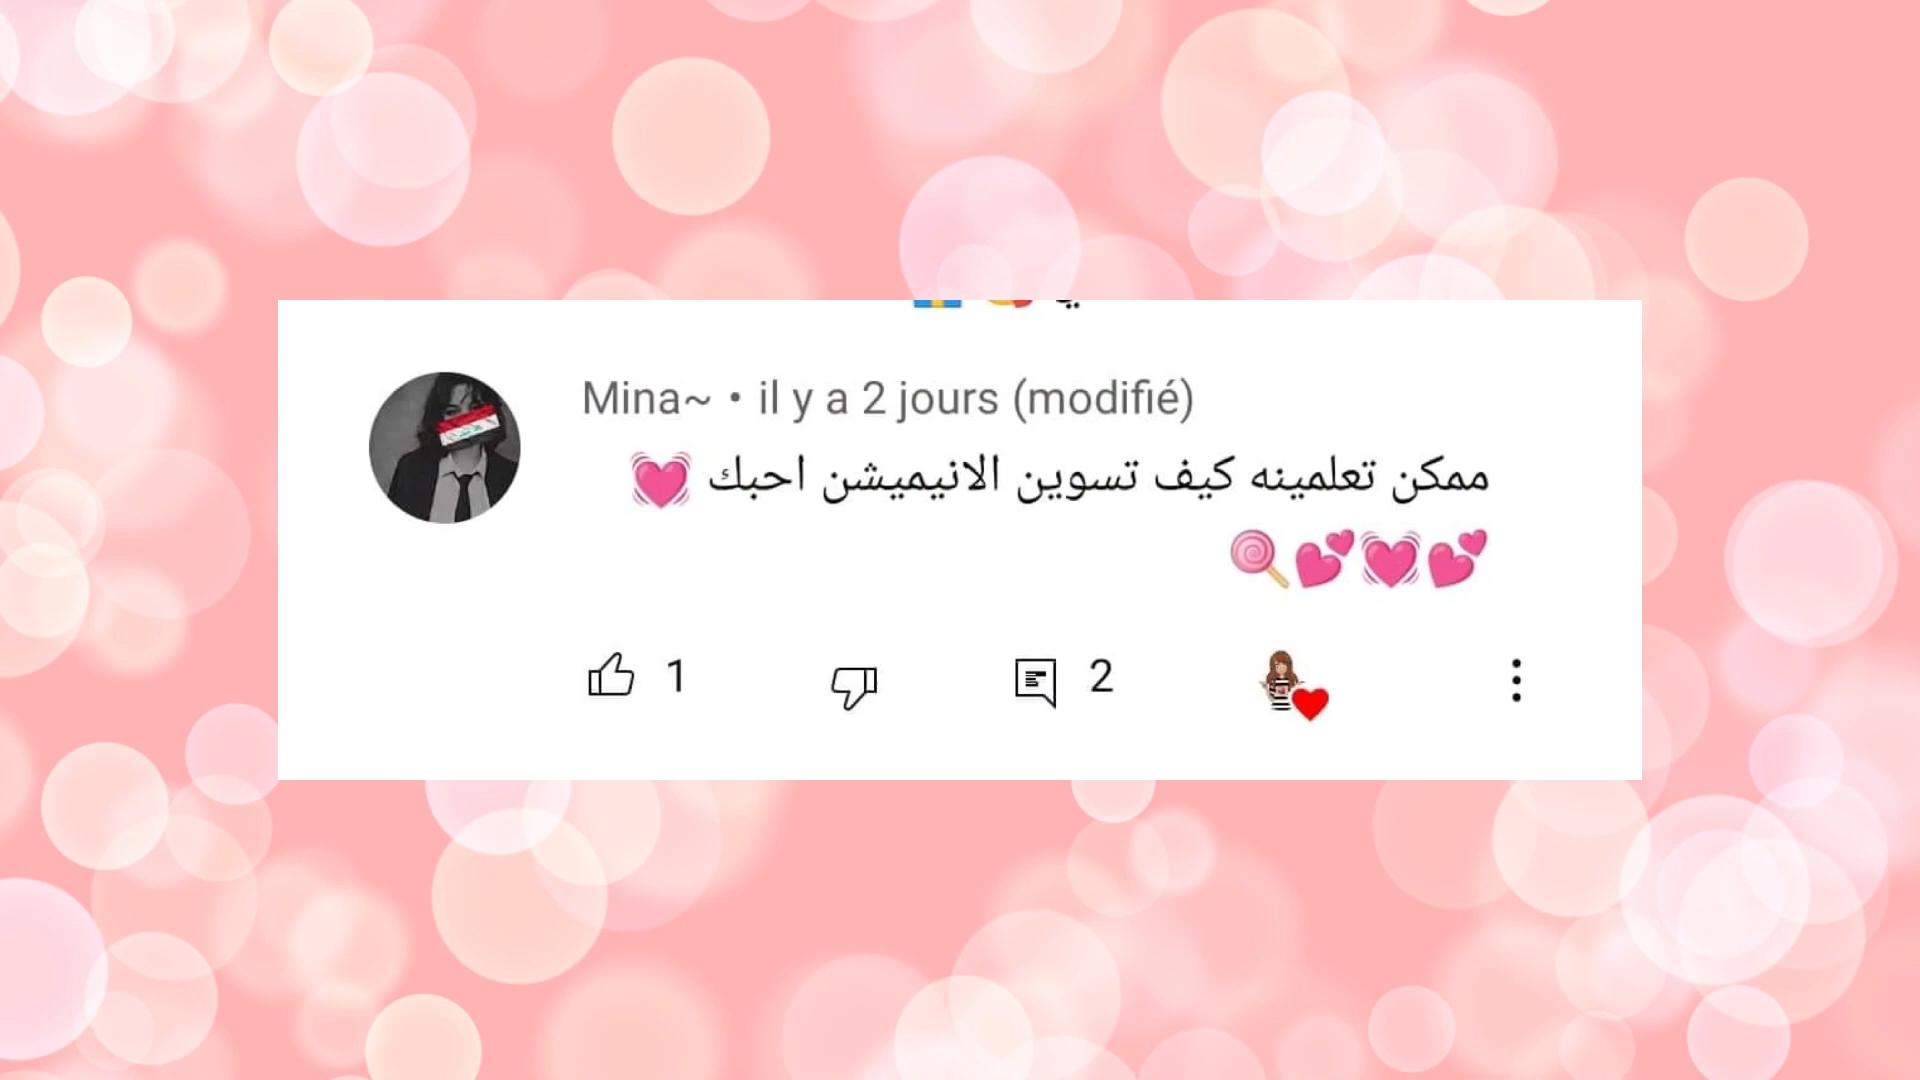 Mina~ • il y a 2 jours (modifié)
ممكن تعلمينه كيف تسوين الانيميشن احبك 💓
💕💓💕🍭
1
2